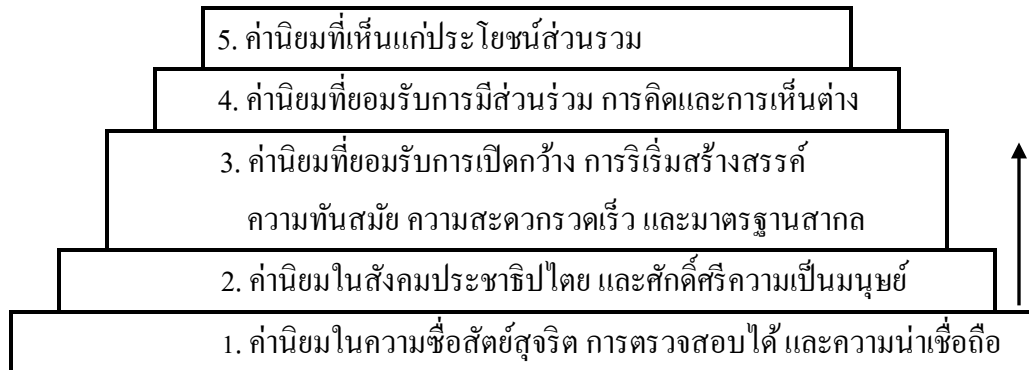 5. ค่านิยมที่เห็นแก่ประโยชน์ส่วนรวม
4. ค่านิยมที่ยอมรับการมีส่วนร่วม การคิดและการเห็นต่าง
3. ค่านิยมที่ยอมรับการเปิดกว้าง การริเริ่มสร้างสรรค์
ความทันสมัย ความสะดวกรวดเร็ว และมาตรฐานสากล
2. ค่านิยมในสังคมประชาธิปไตย และศักดิ์ศรีความเป็นมนุษย์
1. ค่านิยมในความซื่อสัตย์สุจริต การตรวจสอบได้ และความน่าเชื่อถือ